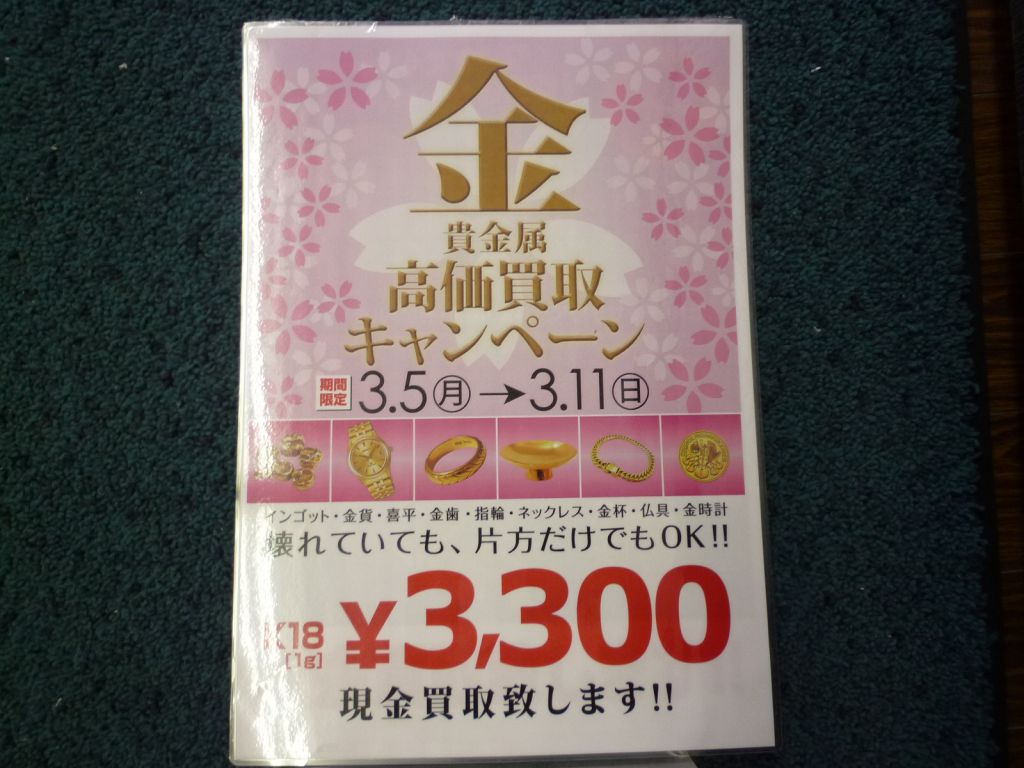 金
貴金属
高価買取
キャンペーン
期間
限定
3.5㊊→3.11㊐
インゴット・金貨・喜平・金歯・指輪・ネックレス・金杯・仏具・金時計
壊れていても、片方だけでもOK!!
K18
[1g]
¥3,300
現金買取致します!!